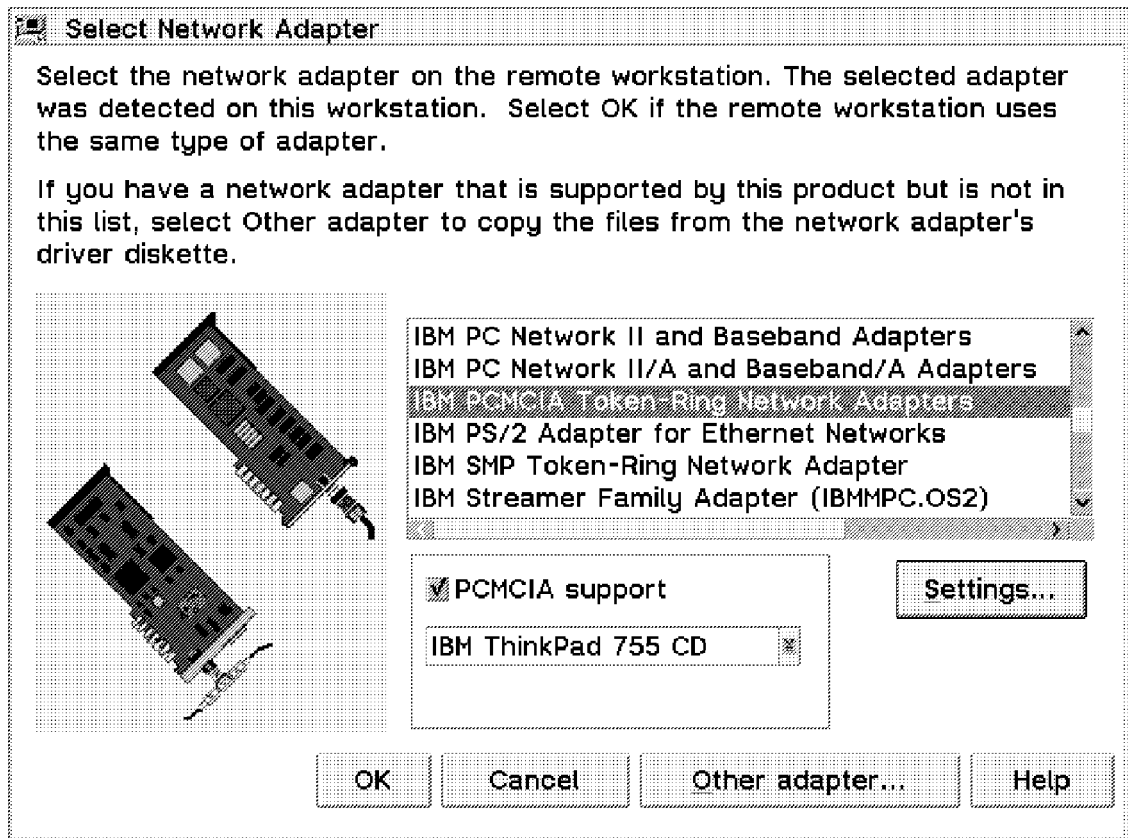 Select Network Adapter
Select the network adapter on the remote workstation. The selected adapter
was detected on this workstation.  Select OK if the remote workstation uses
the same type of adapter.
If you have a network adapter that is supported by this product but is not in
this list, select Other adapter to copy the files from the network adapter's
driver diskette.
IBM PC Network II and Baseband Adapters
IBM PC Network II/A and Baseband/A Adapters
IBM PCMCIA Token-Ring Network Adapters
IBM PS/2 Adapter for Ethernet Networks
IBM SMP Token-Ring Network Adapter
IBM Streamer Family Adapter (IBMMPC.OS2)
PCMCIA support
Settings...
IBM ThinkPad 755 CD
OK Cancel Other adapter... Help